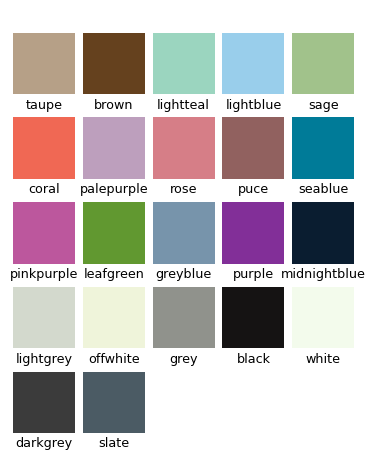 taupe brown lightteal lightblue sage
coral palepurple rose puce seablue
pinkpurple leafgreen greyblue purple midnightblue
lightgrey offwhite grey black white
darkgrey slate